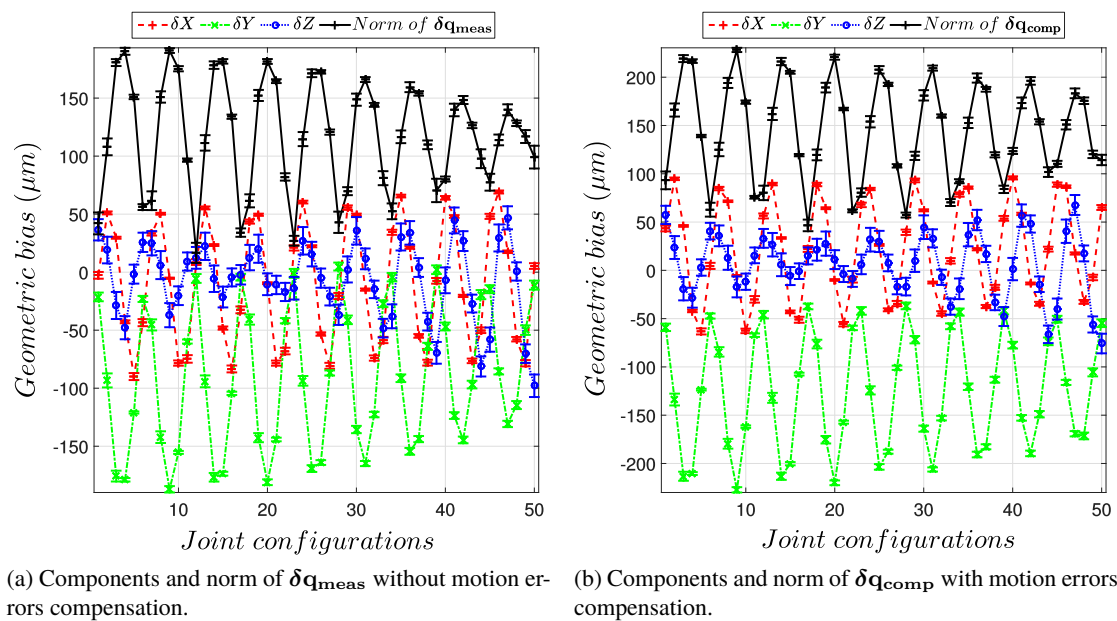 δX δY δZ Norm of δq_meas
Geometric bias (μm)
150
100
50
0
-50
-100
-150
10 20 30 40 50
Joint configurations
(a) Components and norm of δq_meas without motion er-
rors compensation.
δX δY δZ Norm of δq_comp
Geometric bias (μm)
200
150
100
50
0
-50
-100
-150
-200
10 20 30 40 50
Joint configurations
(b) Components and norm of δq_comp with motion errors
compensation.